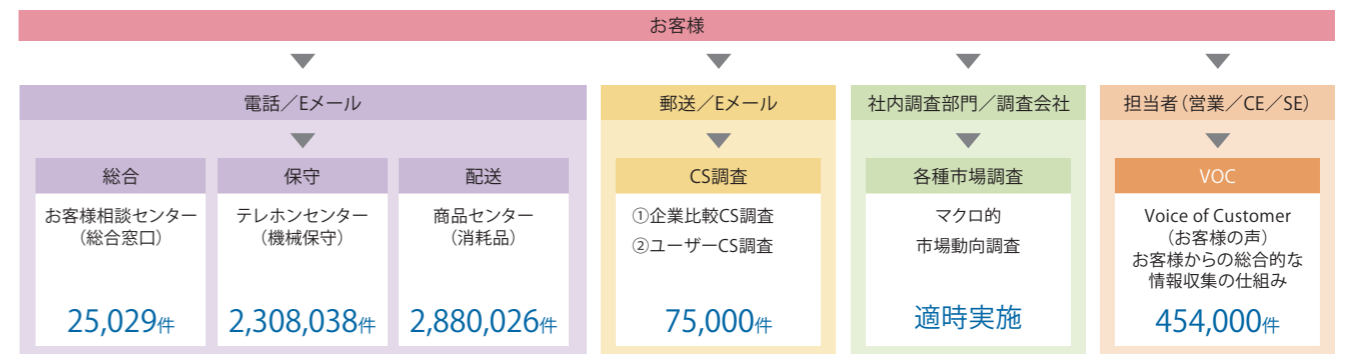 お客様
電話／Eメール
総合
お客様相談センター
（総合窓口）
25,029件
保守
テレホンセンター
（機械保守）
2,308,038件
配送
商品センター
（消耗品）
2,880,026件
郵送／Eメール
CS調査
①企業比較CS調査
②ユーザーCS調査
75,000件
社内調査部門／調査会社
各種市場調査
マクロ的
市場動向調査
適時実施
担当者（営業／CE／SE）
VOC
Voice of Customer
（お客様の声）
お客様からの総合的な
情報収集の仕組み
454,000件